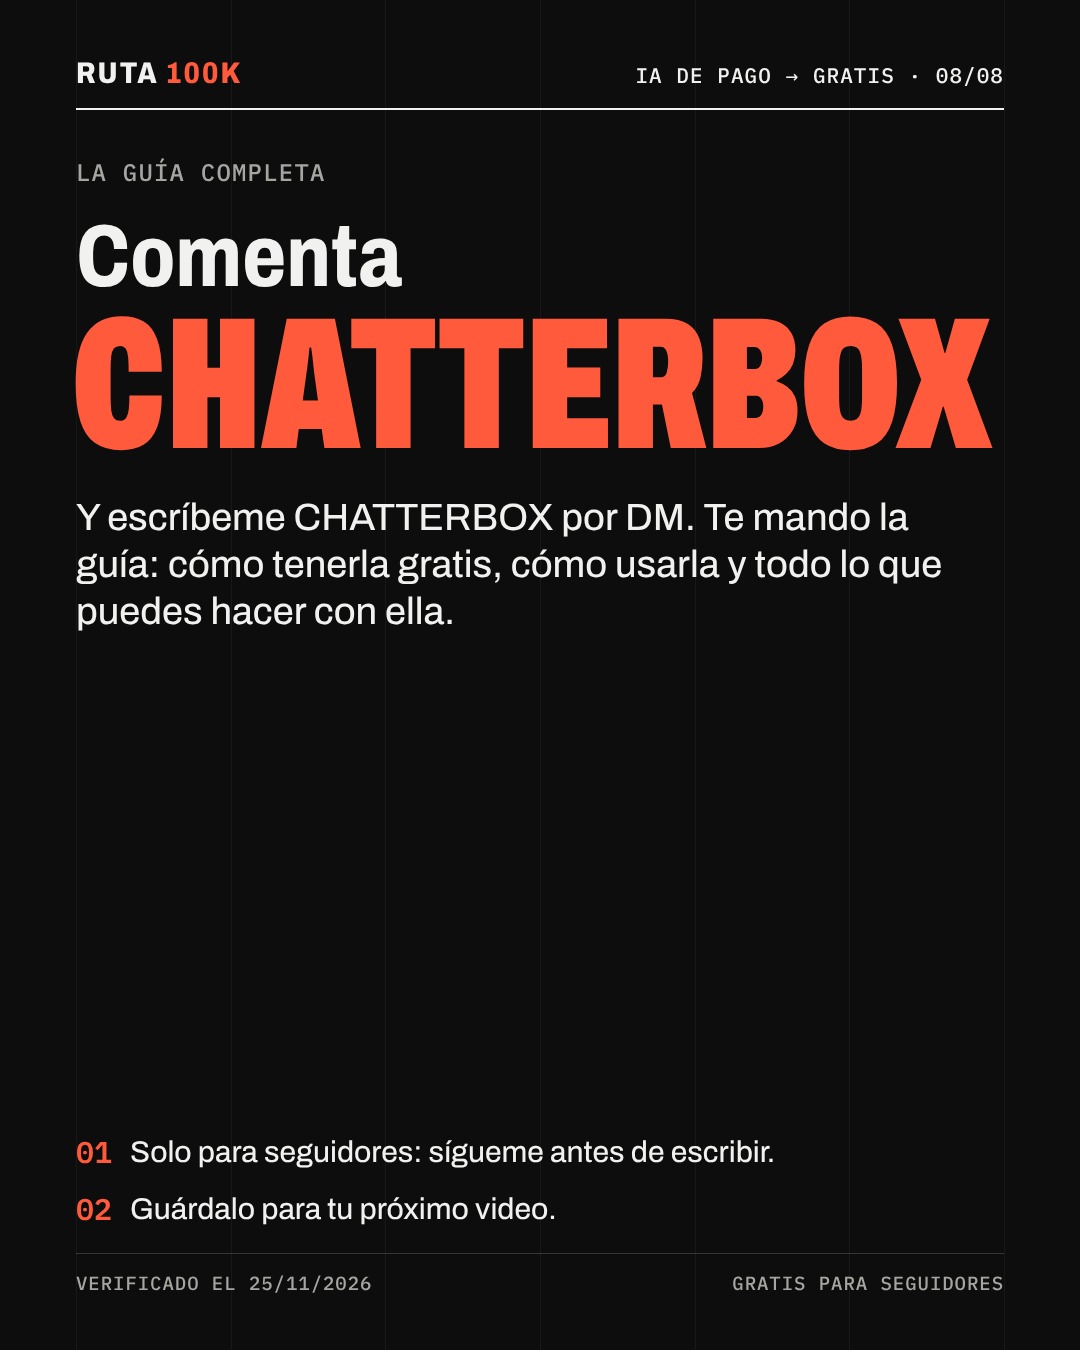 RUTA 100K
IA DE PAGO → GRATIS · 08/08
LA GUÍA COMPLETA
Comenta
CHATTERBOX
Y escríbeme CHATTERBOX por DM. Te mando la
guía: cómo tenerla gratis, cómo usarla y todo lo que
puedes hacer con ella.
01 Solo para seguidores: sígueme antes de escribir.
02 Guárdalo para tu próximo video.
VERIFICADO EL 25/11/2026
GRATIS PARA SEGUIDORES